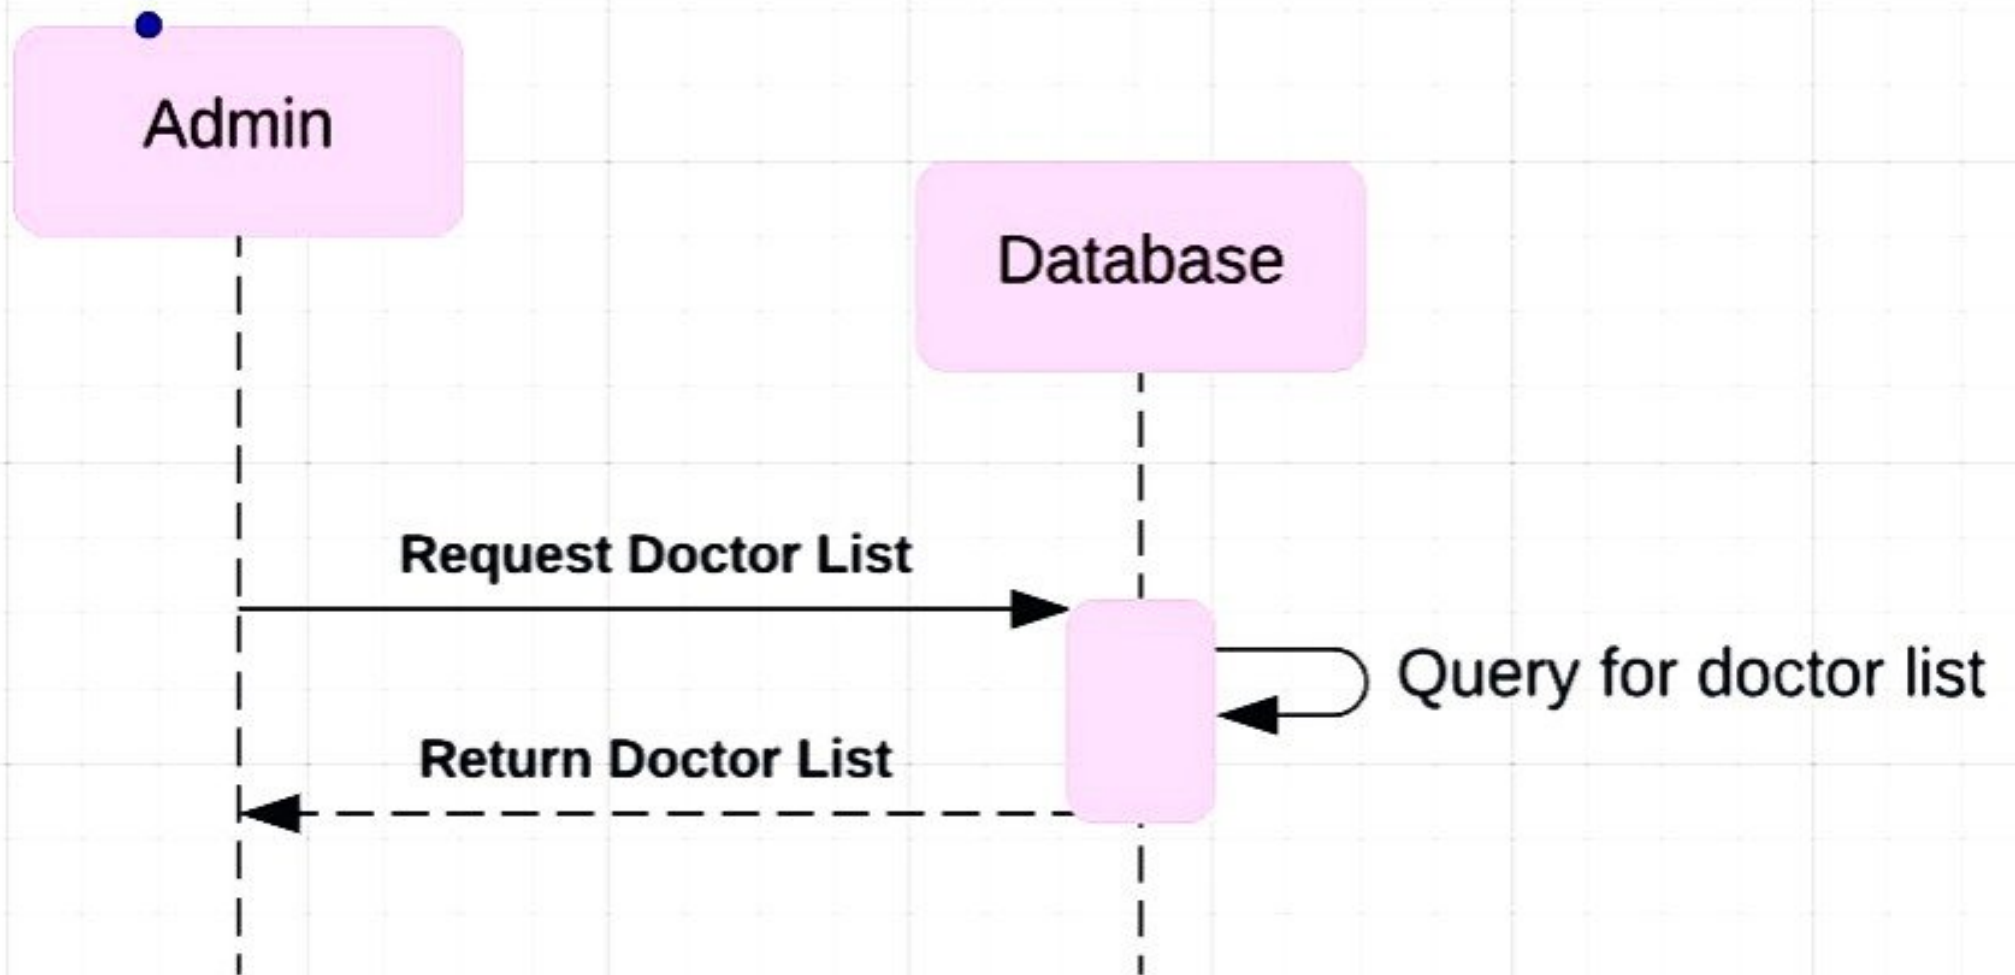 Admin
Database
Request Doctor List
Query for doctor list
Return Doctor List